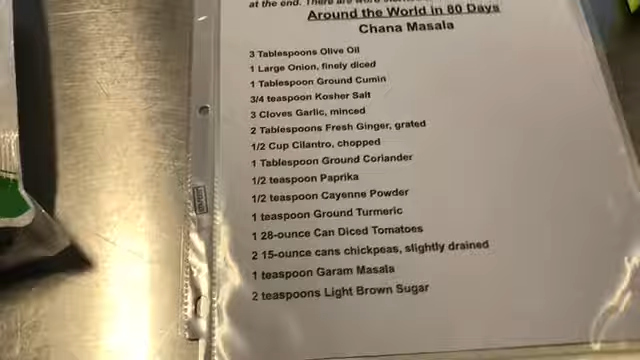 at the end. There are word
Around the World in 80 Days
Chana Masala
3 Tablespoons Olive Oil
1 Large Onion, finely diced
1 Tablespoon Ground Cumin
3/4 teaspoon Kosher Salt
3 Cloves Garlic, minced
2 Tablespoons Fresh Ginger, grated
1/2 Cup Cilantro, chopped
1 Tablespoon Ground Coriander
1/2 teaspoon Paprika
1/2 teaspoon Cayenne Powder
1 teaspoon Ground Turmeric
1 28-ounce Can Diced Tomatoes
2 15-ounce cans chickpeas, slightly drained
1 teaspoon Garam Masala
2 teaspoons Light Brown Sugar